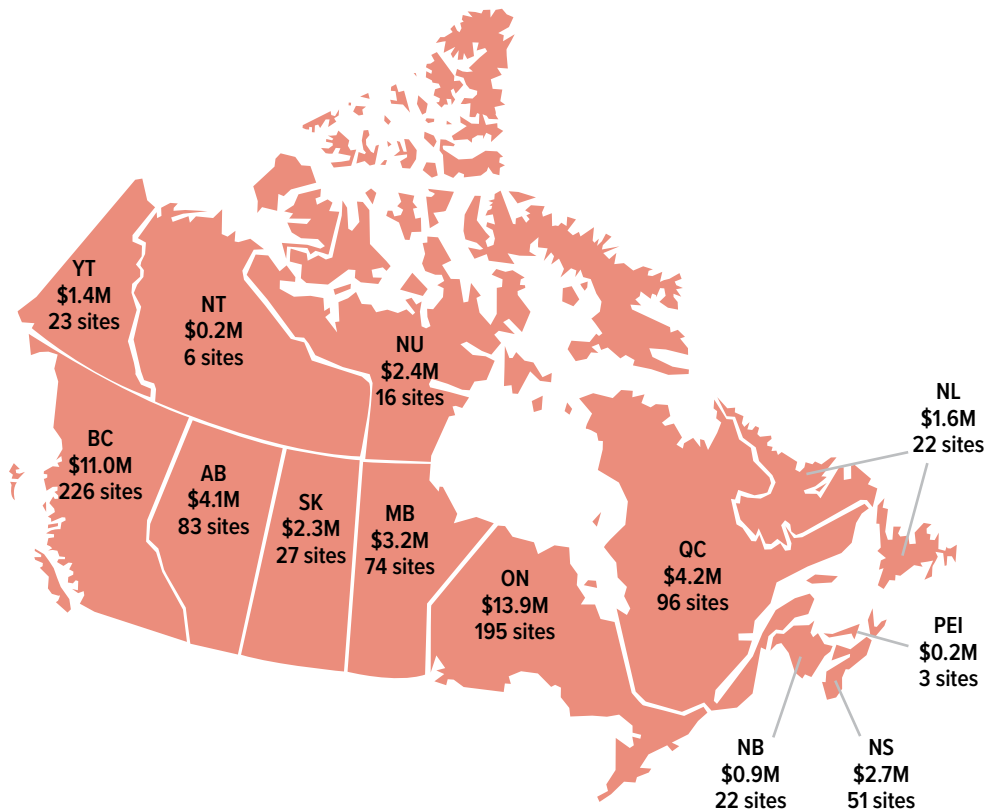 YT
$1.4M
23 sites
NT
$0.2M
6 sites
NU
$2.4M
16 sites
NL
$1.6M
22 sites
BC
$11.0M
226 sites
AB
$4.1M
83 sites
SK
$2.3M
27 sites
MB
$3.2M
74 sites
ON
$13.9M
195 sites
QC
$4.2M
96 sites
PEI
$0.2M
3 sites
NB
$0.9M
22 sites
NS
$2.7M
51 sites